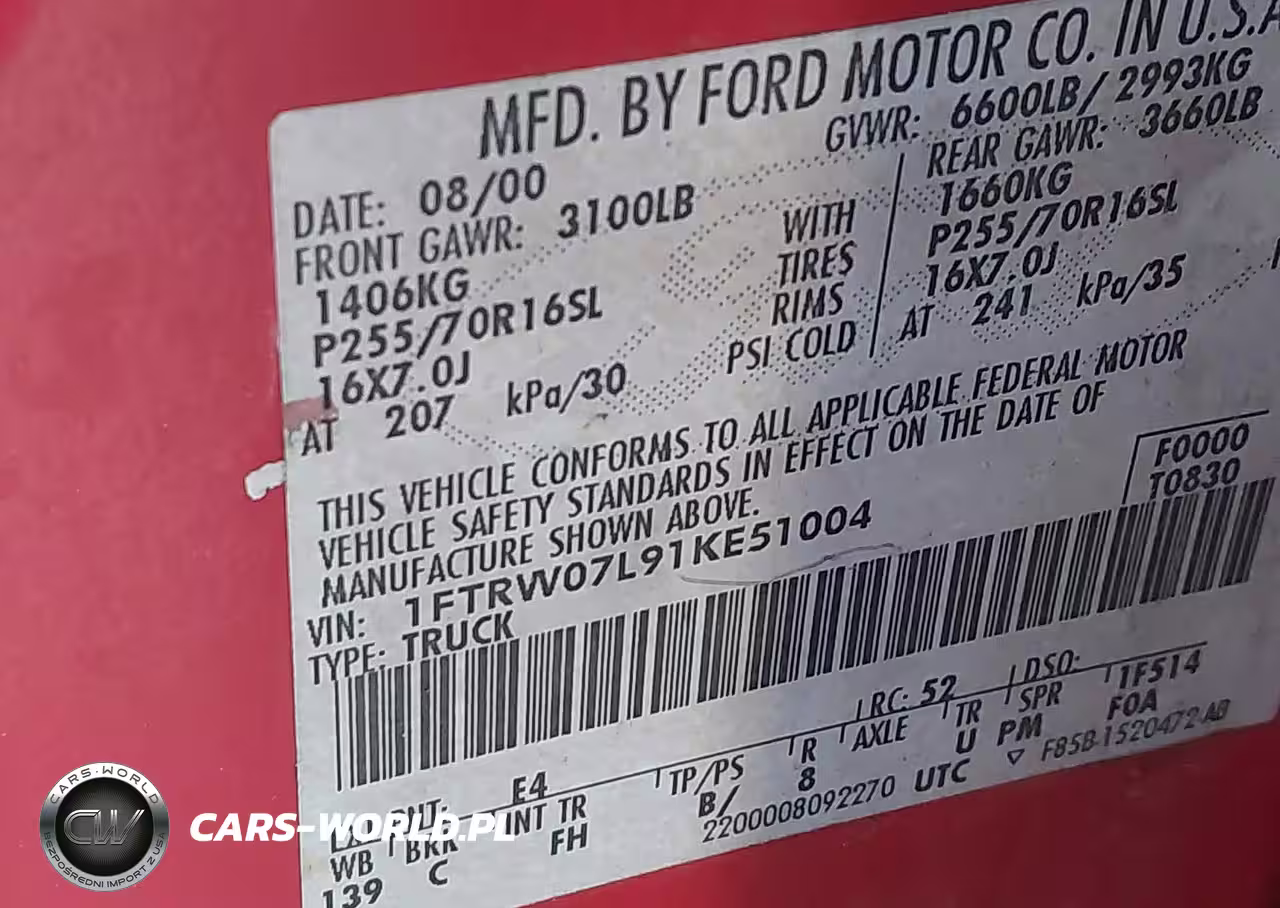 MFD. BY FORD MOTOR CO. IN U.S.A
DATE: 08/00 GVWR: 6600LB/2993KG
FRONT GAWR: 3100LB REAR GAWR: 3660LB
1406KG WITH 1660KG
P255/70R16SL TIRES P255/70R16SL
16X7.0J RIMS 16X7.0J
AT 207 kPa/30 PSI COLD AT 241 kPa/35
THIS VEHICLE CONFORMS TO ALL APPLICABLE FEDERAL MOTOR
VEHICLE SAFETY STANDARDS IN EFFECT ON THE DATE OF
MANUFACTURE SHOWN ABOVE.
F0000
T0830
VIN: 1FTRW07L91KE51004
TYPE: TRUCK
E4 RC: 52 DSO: 1F514
WB BRK INT TR TP/PS R AXLE TR SPR
139 C FH B/ 8 U PM F0A
2200008092270 UTC ▽ F85B-1520472-AB
CARS-WORLD
CW
BEZPOŚREDNI IMPORT Z USA
CARS-WORLD.PL